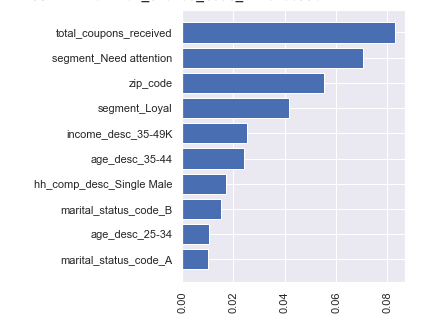 total_coupons_received
segment_Need attention
zip_code
segment_Loyal
income_desc_35-49K
age_desc_35-44
hh_comp_desc_Single Male
marital_status_code_B
age_desc_25-34
marital_status_code_A
0.00
0.02
0.04
0.06
0.08